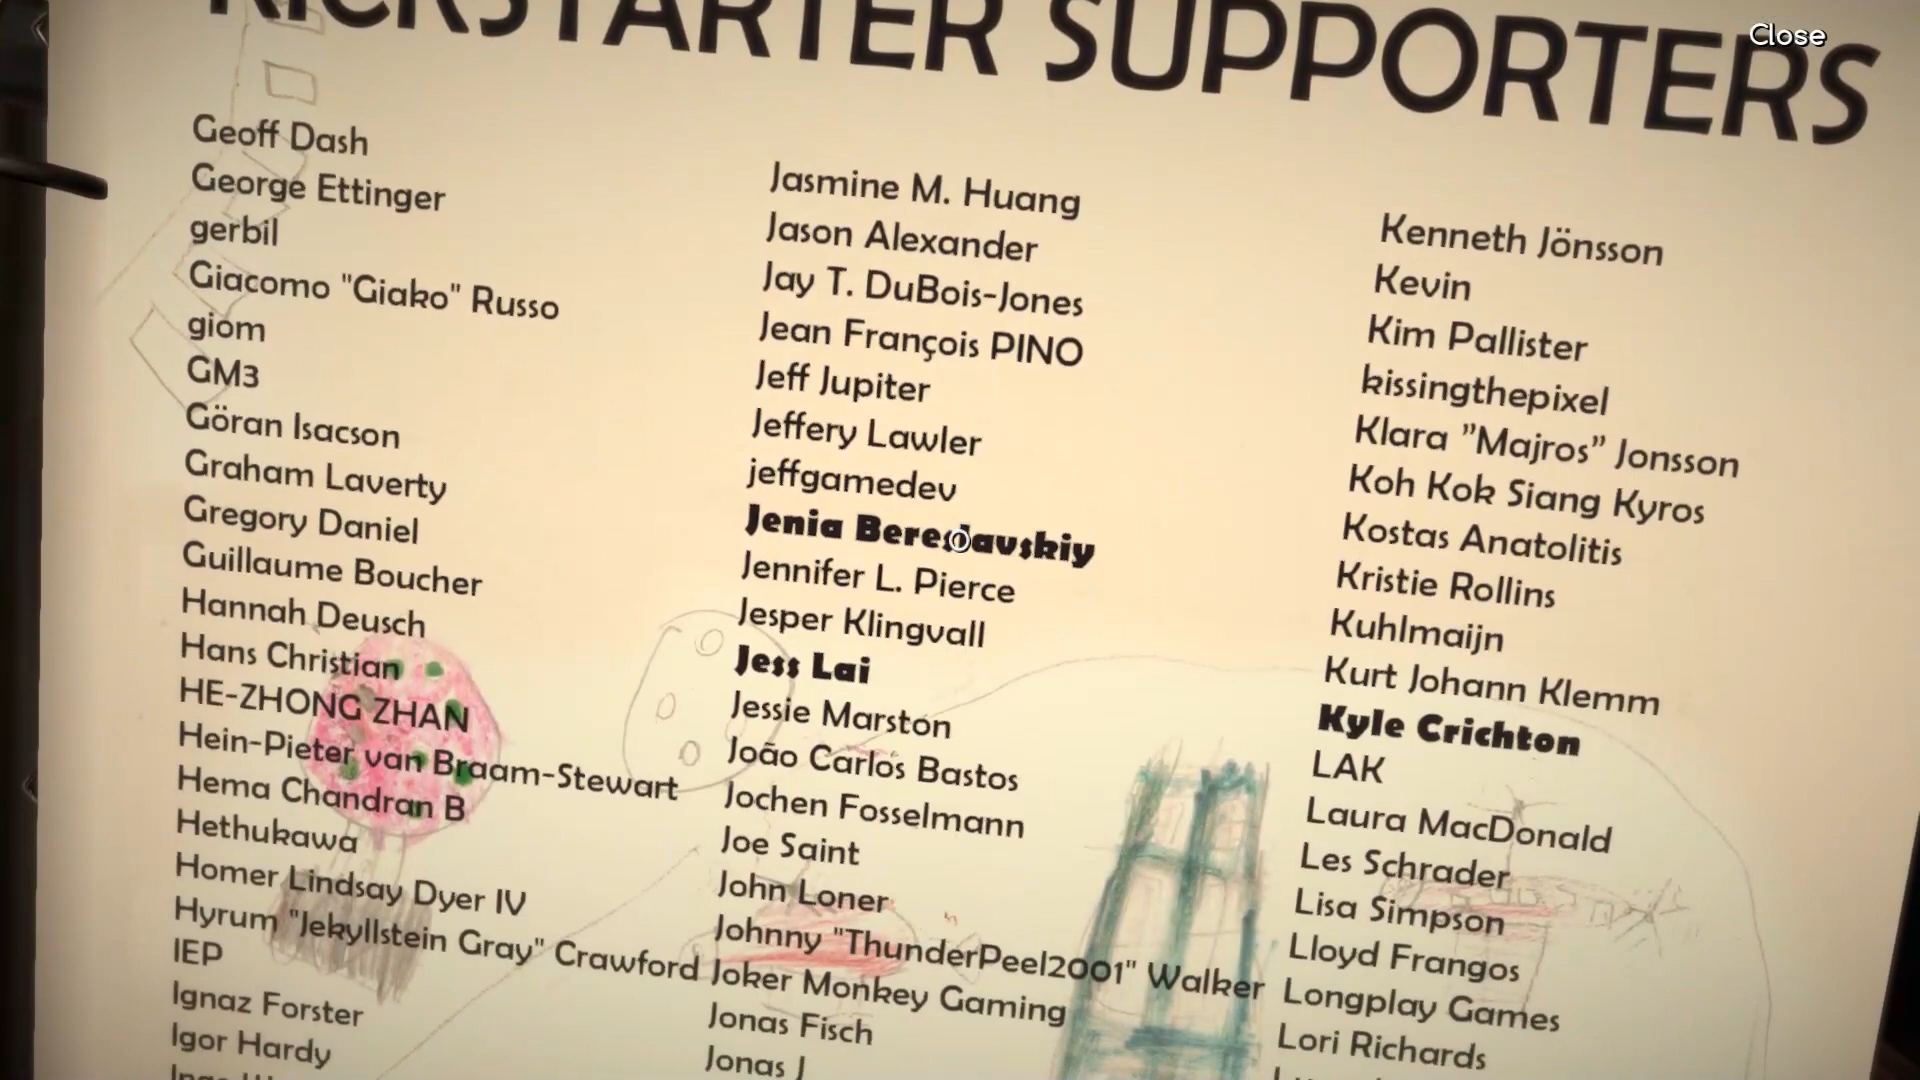 KICKSTARTER SUPPORTERS
Close
Geoff Dash
George Ettinger
gerbil
Giacomo "Giako" Russo
giom
GM3
Göran Isacson
Graham Laverty
Gregory Daniel
Guillaume Boucher
Hannah Deusch
Hans Christian
HE-ZHONG ZHAN
Hein-Pieter van Braam-Stewart
Hema Chandran B
Hethukawa
Homer Lindsay Dyer IV
Hyrum "Jekyllstein Gray" Crawford
IEP
Ignaz Forster
Igor Hardy
Jasmine M. Huang
Jason Alexander
Jay T. DuBois-Jones
Jean François PINO
Jeff Jupiter
Jeffery Lawler
jeffgamedev
Jenia Bereslavskiy
Jennifer L. Pierce
Jesper Klingvall
Jess Lai
Jessie Marston
João Carlos Bastos
Jochen Fosselmann
Joe Saint
John Loner
Johnny "ThunderPeel2001" Walker
Joker Monkey Gaming
Jonas Fisch
Jonas J
Kenneth Jönsson
Kevin
Kim Pallister
kissingthepixel
Klara ”Majros” Jonsson
Koh Kok Siang Kyros
Kostas Anatolitis
Kristie Rollins
Kuhlmaijn
Kurt Johann Klemm
Kyle Crichton
LAK
Laura MacDonald
Les Schrader
Lisa Simpson
Lloyd Frangos
Longplay Games
Lori Richards